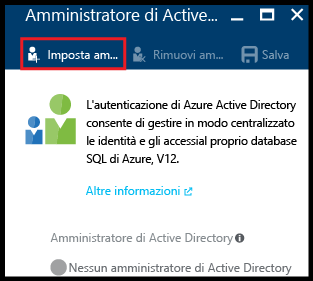 Amministratore di Active...
Imposta am... Rimuovi am... Salva
L'autenticazione di Azure Active Directory
consente di gestire in modo centralizzato
le identità e gli accessial proprio database
SQL di Azure, V12.
Altre informazioni
Amministratore di Active Directory
Nessun amministratore di Active Directory